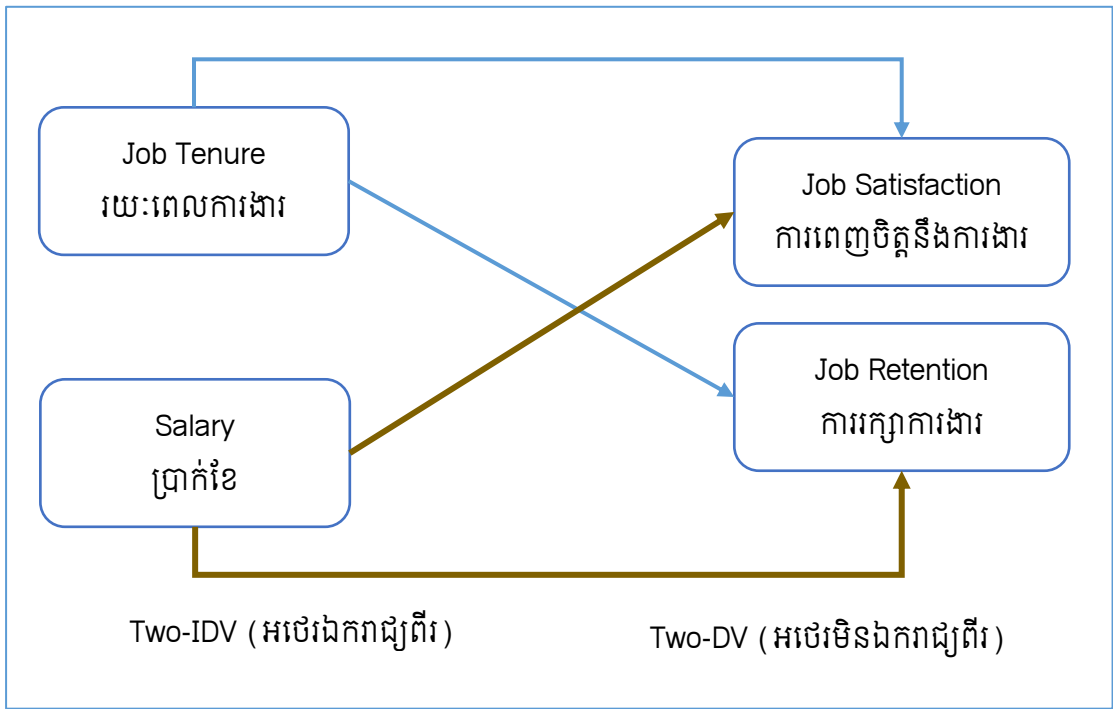 Job Tenure
រយៈពេលការងារ
Job Satisfaction
ការពេញចិត្តនឹងការងារ
Job Retention
ការរក្សាការងារ
Salary
ប្រាក់ខែ
Two-IDV (អថេរឯករាជ្យពីរ)
Two-DV (អថេរមិនឯករាជ្យពីរ)